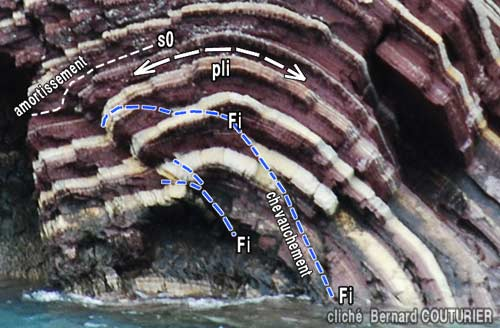 s0
amortissement
pli
Fi
chevauchement
Fi
Fi
cliché Bernard COUTURIER